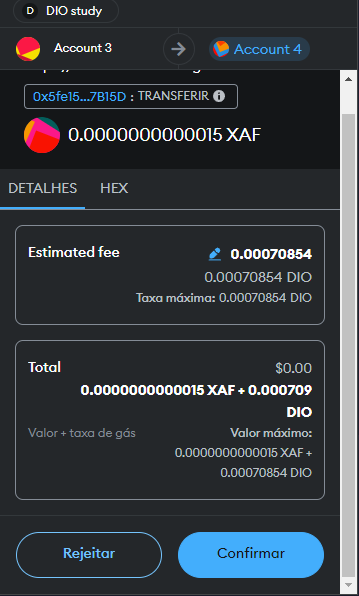 D DIO study
Account 3
Account 4
0x5fe15...7B15D : TRANSFERIR
0.0000000000015 XAF
DETALHES HEX
Estimated fee 0.00070854
0.00070854 DIO
Taxa máxima: 0.00070854 DIO
Total $0.00
0.0000000000015 XAF + 0.000709
DIO
Valor + taxa de gás Valor máximo:
0.0000000000015 XAF +
0.00070854 DIO
Rejeitar Confirmar